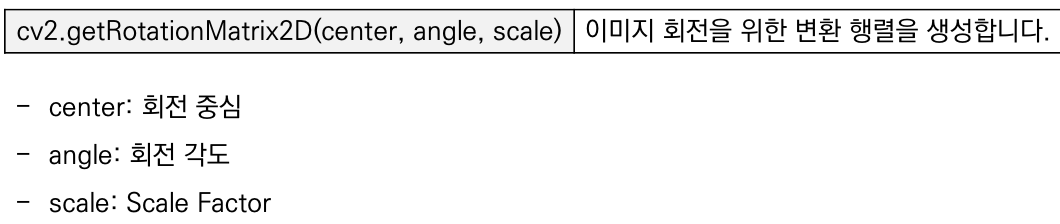 cv2.getRotationMatrix2D(center, angle, scale) 이미지 회전을 위한 변환 행렬을 생성합니다.
- center: 회전 중심
- angle: 회전 각도
- scale: Scale Factor